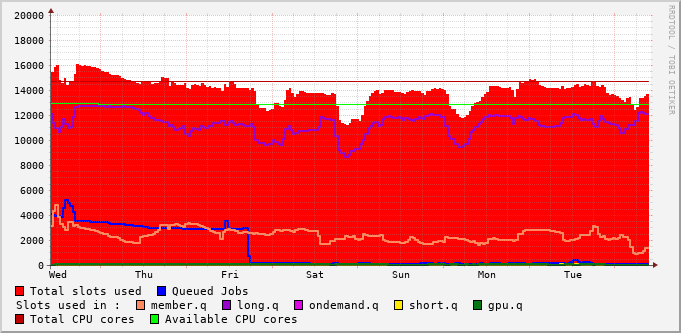 20000
18000
16000
14000
12000
10000
8000
6000
4000
2000
0
Wed Thu Fri Sat Sun Mon Tue
RRDTOOL / TOBI OETIKER
Total slots used Queued Jobs
Slots used in : member.q long.q ondemand.q short.q gpu.q
Total CPU cores Available CPU cores